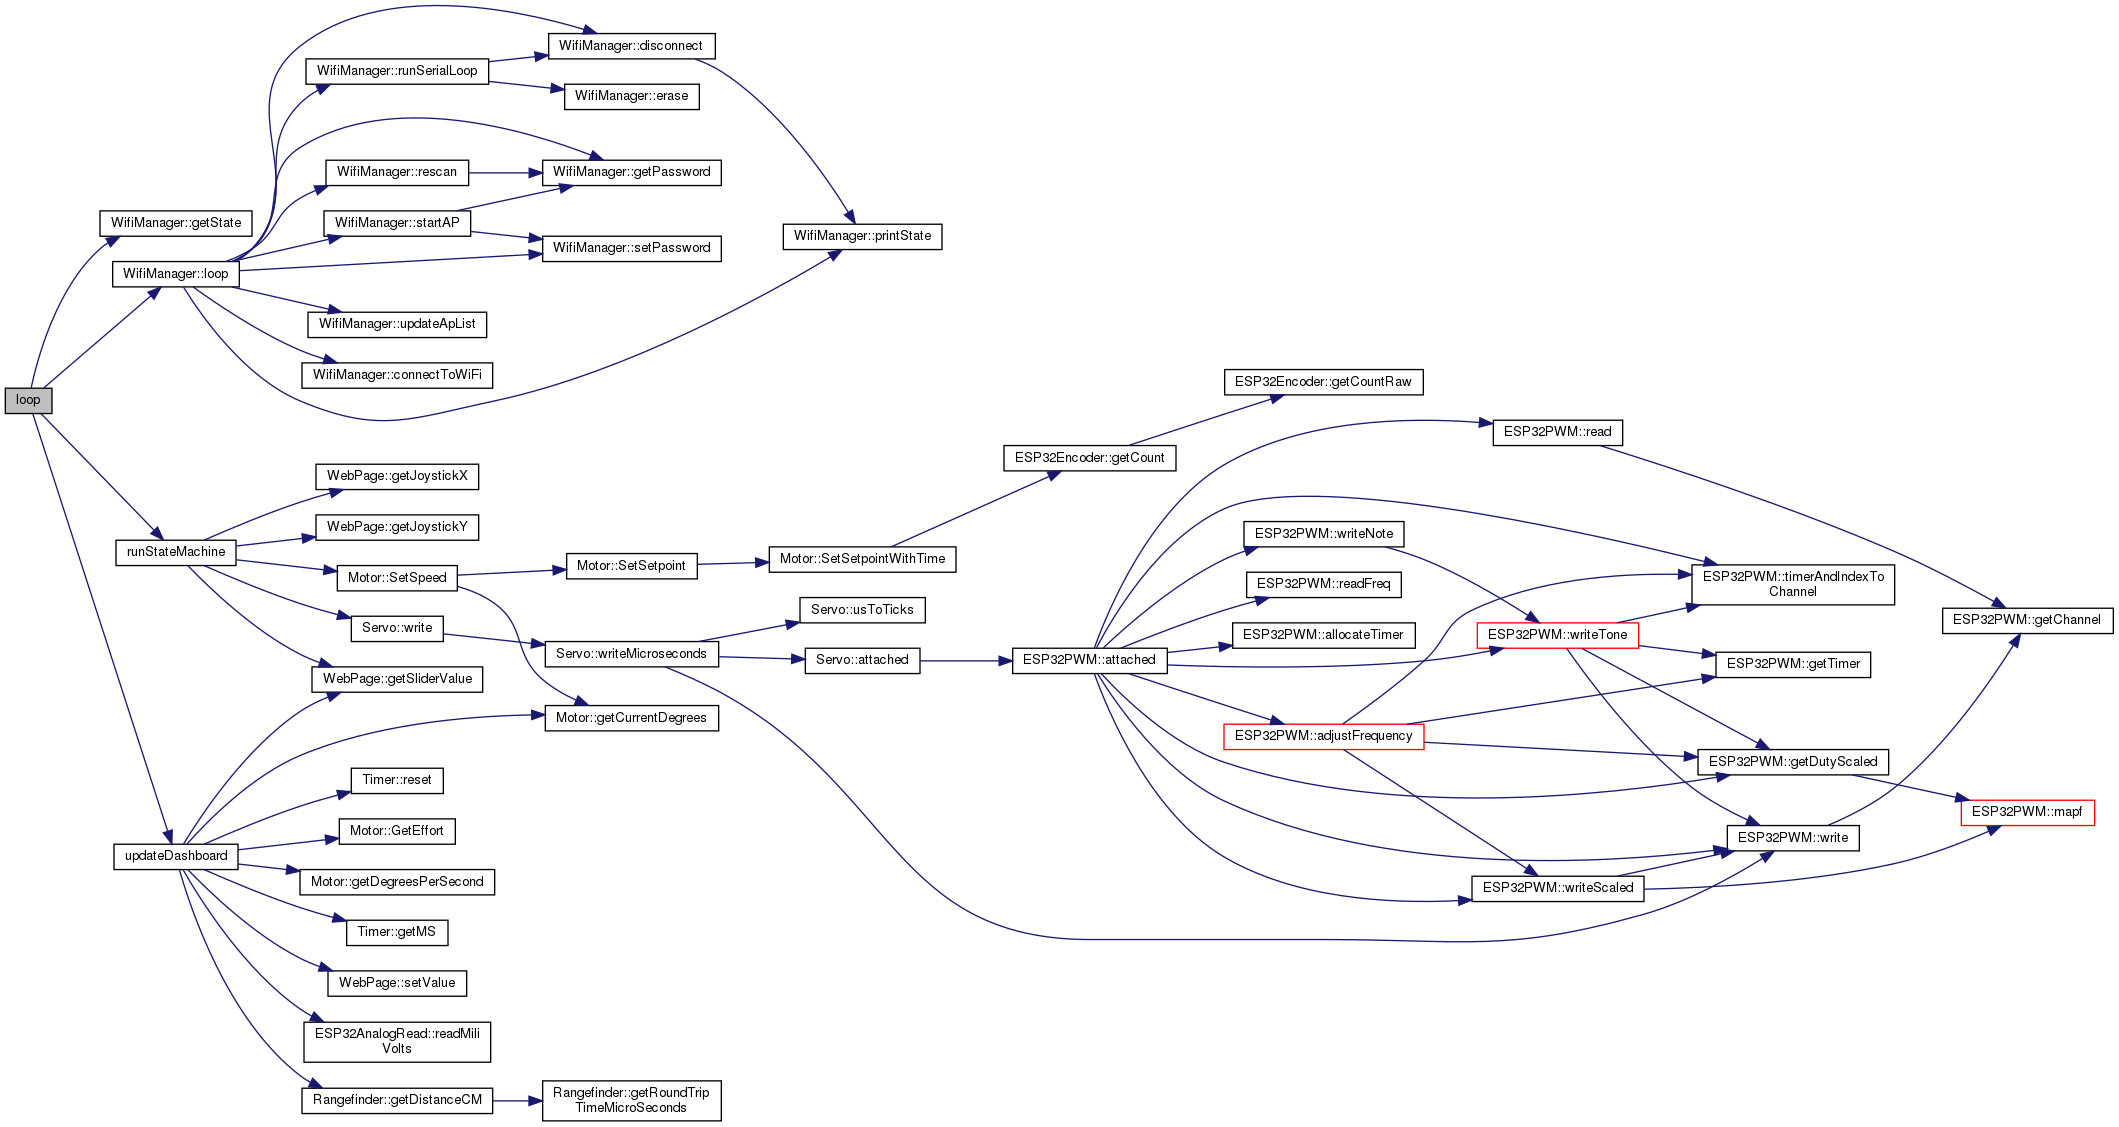 loop
WifiManager::getState
WifiManager::loop
runStateMachine
updateDashboard
WifiManager::runSerialLoop
WifiManager::rescan
WifiManager::startAP
WifiManager::updateApList
WifiManager::connectToWiFi
WebPage::getJoystickX
WebPage::getJoystickY
Motor::SetSpeed
Servo::write
WebPage::getSliderValue
Timer::reset
Motor::GetEffort
Motor::getDegreesPerSecond
Timer::getMS
WebPage::setValue
ESP32AnalogRead::readMili
Volts
Rangefinder::getDistanceCM
WifiManager::disconnect
WifiManager::erase
WifiManager::getPassword
WifiManager::setPassword
Motor::SetSetpoint
Servo::writeMicroseconds
Motor::getCurrentDegrees
Rangefinder::getRoundTrip
TimeMicroSeconds
WifiManager::printState
Motor::SetSetpointWithTime
Servo::usToTicks
Servo::attached
ESP32Encoder::getCount
ESP32PWM::attached
ESP32Encoder::getCountRaw
ESP32PWM::writeNote
ESP32PWM::readFreq
ESP32PWM::allocateTimer
ESP32PWM::adjustFrequency
ESP32PWM::read
ESP32PWM::writeTone
ESP32PWM::writeScaled
ESP32PWM::timerAndIndexTo
Channel
ESP32PWM::getTimer
ESP32PWM::getDutyScaled
ESP32PWM::write
ESP32PWM::getChannel
ESP32PWM::mapf